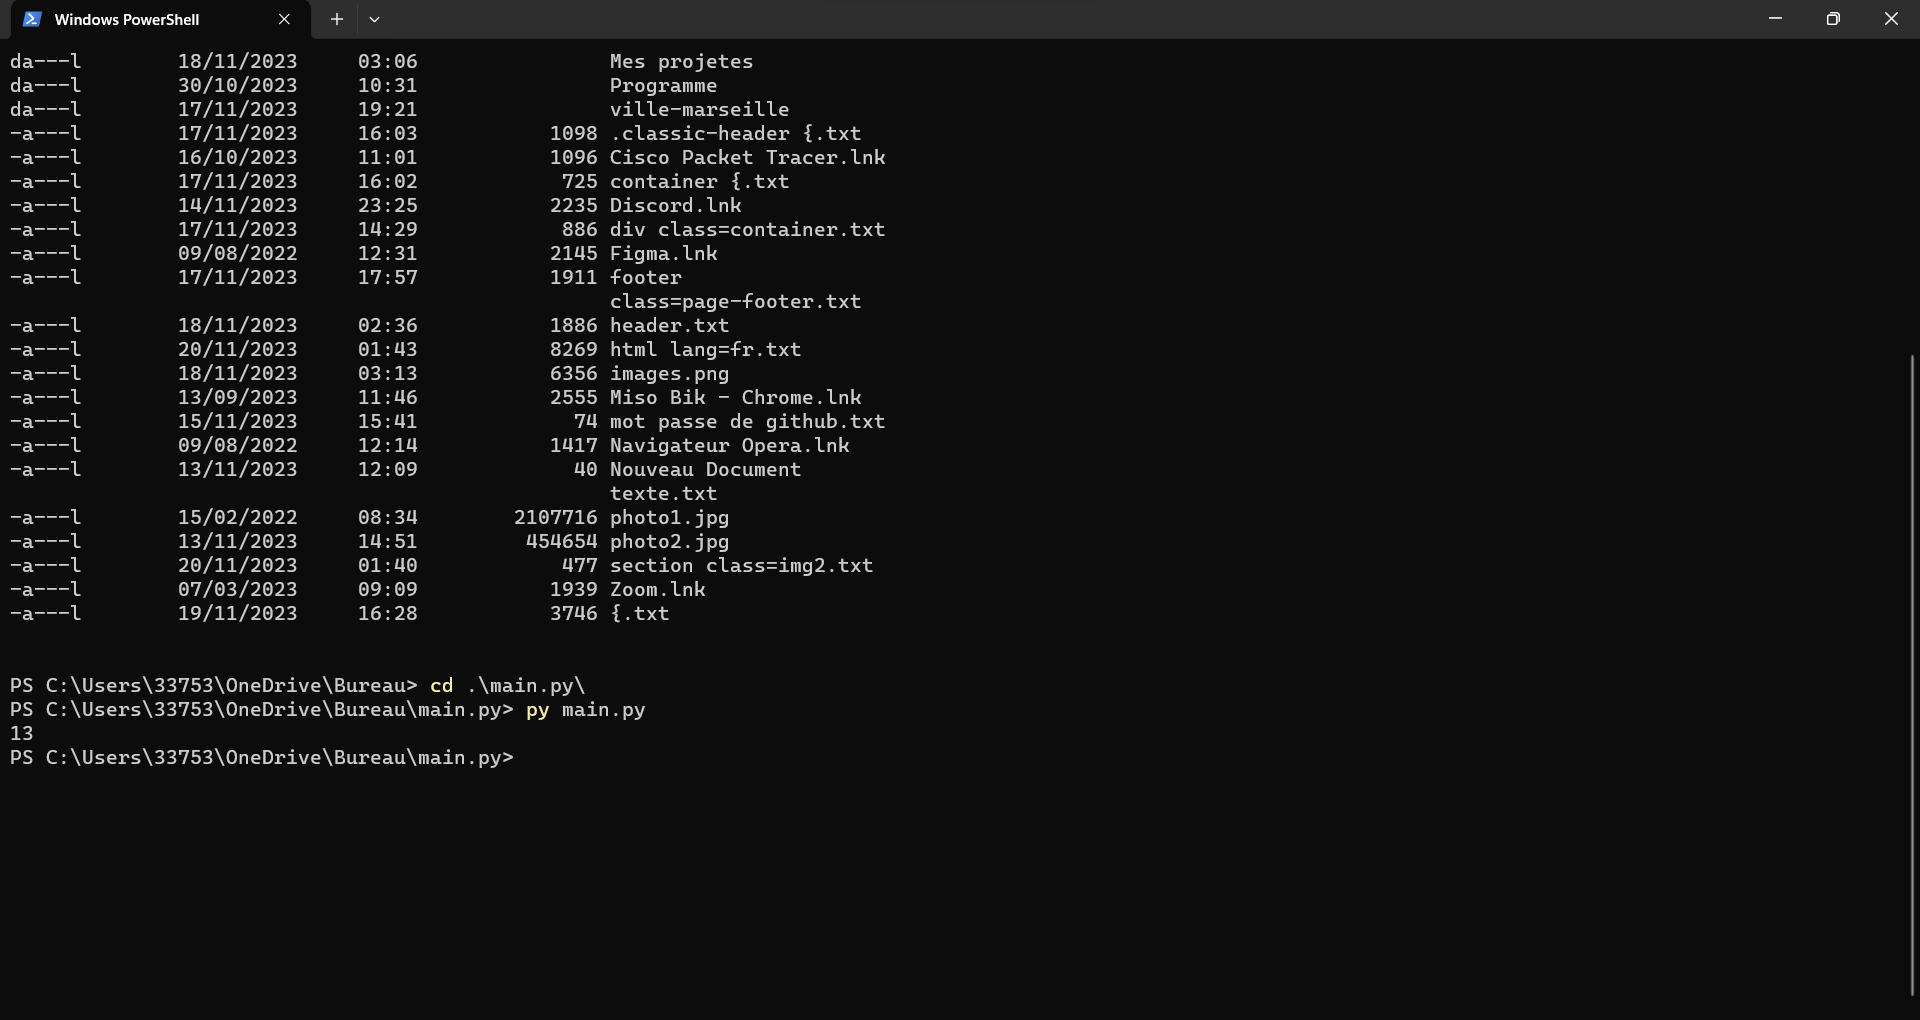 Windows PowerShell
da---l 18/11/2023 03:06 Mes projetes
da---l 30/10/2023 10:31 Programme
da---l 17/11/2023 19:21 ville-marseille
-a---l 17/11/2023 16:03 1098 .classic-header {.txt
-a---l 16/10/2023 11:01 1096 Cisco Packet Tracer.lnk
-a---l 17/11/2023 16:02 725 container {.txt
-a---l 14/11/2023 23:25 2235 Discord.lnk
-a---l 17/11/2023 14:29 886 div class=container.txt
-a---l 09/08/2022 12:31 2145 Figma.lnk
-a---l 17/11/2023 17:57 1911 footer
class=page-footer.txt
-a---l 18/11/2023 02:36 1886 header.txt
-a---l 20/11/2023 01:43 8269 html lang=fr.txt
-a---l 18/11/2023 03:13 6356 images.png
-a---l 13/09/2023 11:46 2555 Miso Bik - Chrome.lnk
-a---l 15/11/2023 15:41 74 mot passe de github.txt
-a---l 09/08/2022 12:14 1417 Navigateur Opera.lnk
-a---l 13/11/2023 12:09 40 Nouveau Document
texte.txt
-a---l 15/02/2022 08:34 2107716 photo1.jpg
-a---l 13/11/2023 14:51 454654 photo2.jpg
-a---l 20/11/2023 01:40 477 section class=img2.txt
-a---l 07/03/2023 09:09 1939 Zoom.lnk
-a---l 19/11/2023 16:28 3746 {.txt
PS C:\Users\33753\OneDrive\Bureau> cd .\main.py\
PS C:\Users\33753\OneDrive\Bureau\main.py> py main.py
13
PS C:\Users\33753\OneDrive\Bureau\main.py>